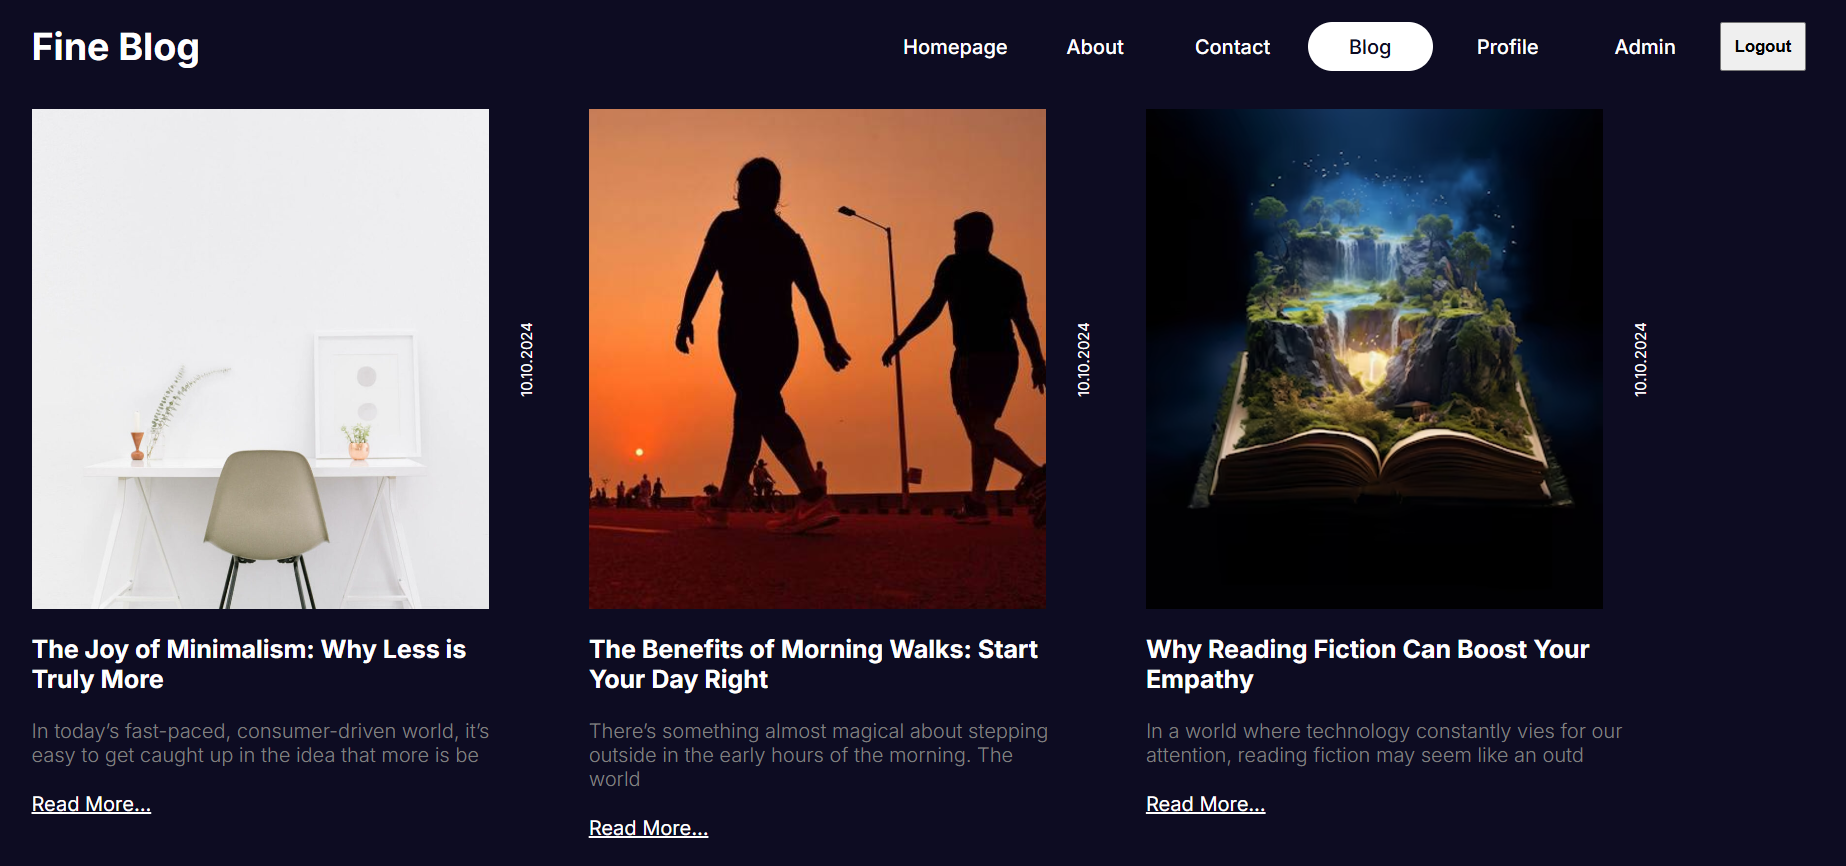 Fine Blog
Homepage About Contact Blog Profile Admin Logout
10.10.2024
The Joy of Minimalism: Why Less is
Truly More
In today’s fast-paced, consumer-driven world, it’s
easy to get caught up in the idea that more is be
Read More...
10.10.2024
The Benefits of Morning Walks: Start
Your Day Right
There’s something almost magical about stepping
outside in the early hours of the morning. The
world
Read More...
10.10.2024
Why Reading Fiction Can Boost Your
Empathy
In a world where technology constantly vies for our
attention, reading fiction may seem like an outd
Read More...